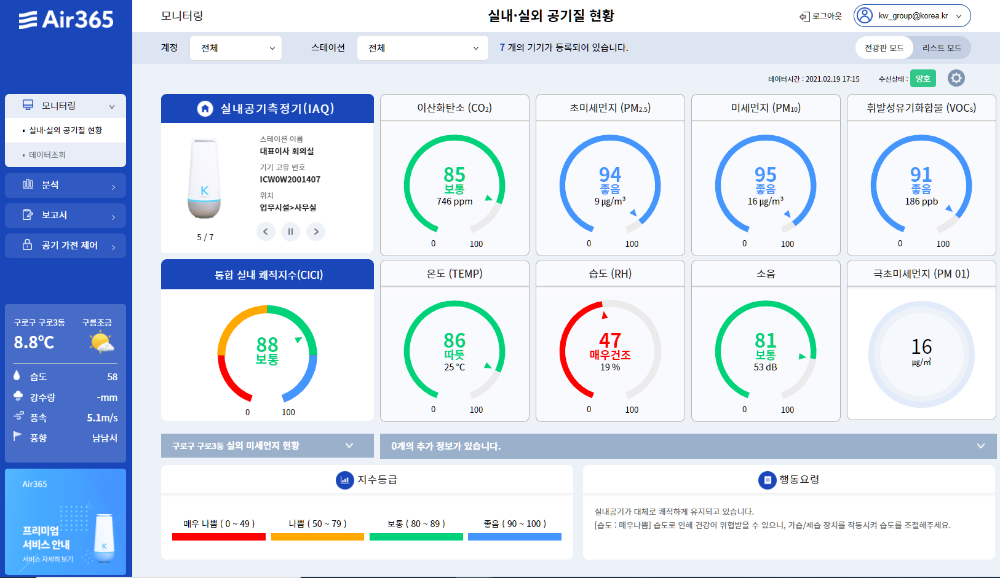 Air365
모니터링
실내·실외 공기질 현황
로그아웃
kw_group@korea.kr
계정
전체
스테이션
전체
7 개의 기기가 등록되어 있습니다.
전광판 모드
리스트 모드
데이터시간 : 2021.02.19 17:15
수신상태 :
양호
모니터링
실내·실외 공기질 현황
데이터조회
분석
보고서
공기 가전 제어
구로구 구로3동
구름조금
8.8℃
습도
58
강수량
-mm
풍속
5.1m/s
풍향
남남서
Air365
프리미엄
서비스 안내
서비스 자세히 보기
K
실내공기측정기(IAQ)
K
스테이션 이름
대표이사 회의실
기기 고유 번호
ICW0W2001407
위치
업무시설>사무실
5 / 7
이산화탄소 (CO2)
85
보통
746 ppm
0
100
초미세먼지 (PM2.5)
94
좋음
9 µg/m³
0
100
미세먼지 (PM10)
95
좋음
16 µg/m³
0
100
휘발성유기화합물 (VOCs)
91
좋음
186 ppb
0
100
통합 실내 쾌적지수(CICI)
88
보통
0
100
온도 (TEMP)
86
따듯
25 ℃
0
100
습도 (RH)
47
매우건조
19 %
0
100
소음
81
보통
53 dB
0
100
극초미세먼지 (PM 01)
16
µg/㎥
구로구 구로3동 실외 미세먼지 현황
0개의 추가 정보가 있습니다.
지수등급
매우 나쁨 ( 0 ~ 49 )
나쁨 ( 50 ~ 79 )
보통 ( 80 ~ 89 )
좋음 ( 90 ~ 100 )
행동요령
실내공기가 대체로 쾌적하게 유지되고 있습니다.
[습도 : 매우나쁨] 습도로 인해 건강이 위협받을 수 있으니, 가습/제습 장치를 작동시켜 습도를 조절해주세요.